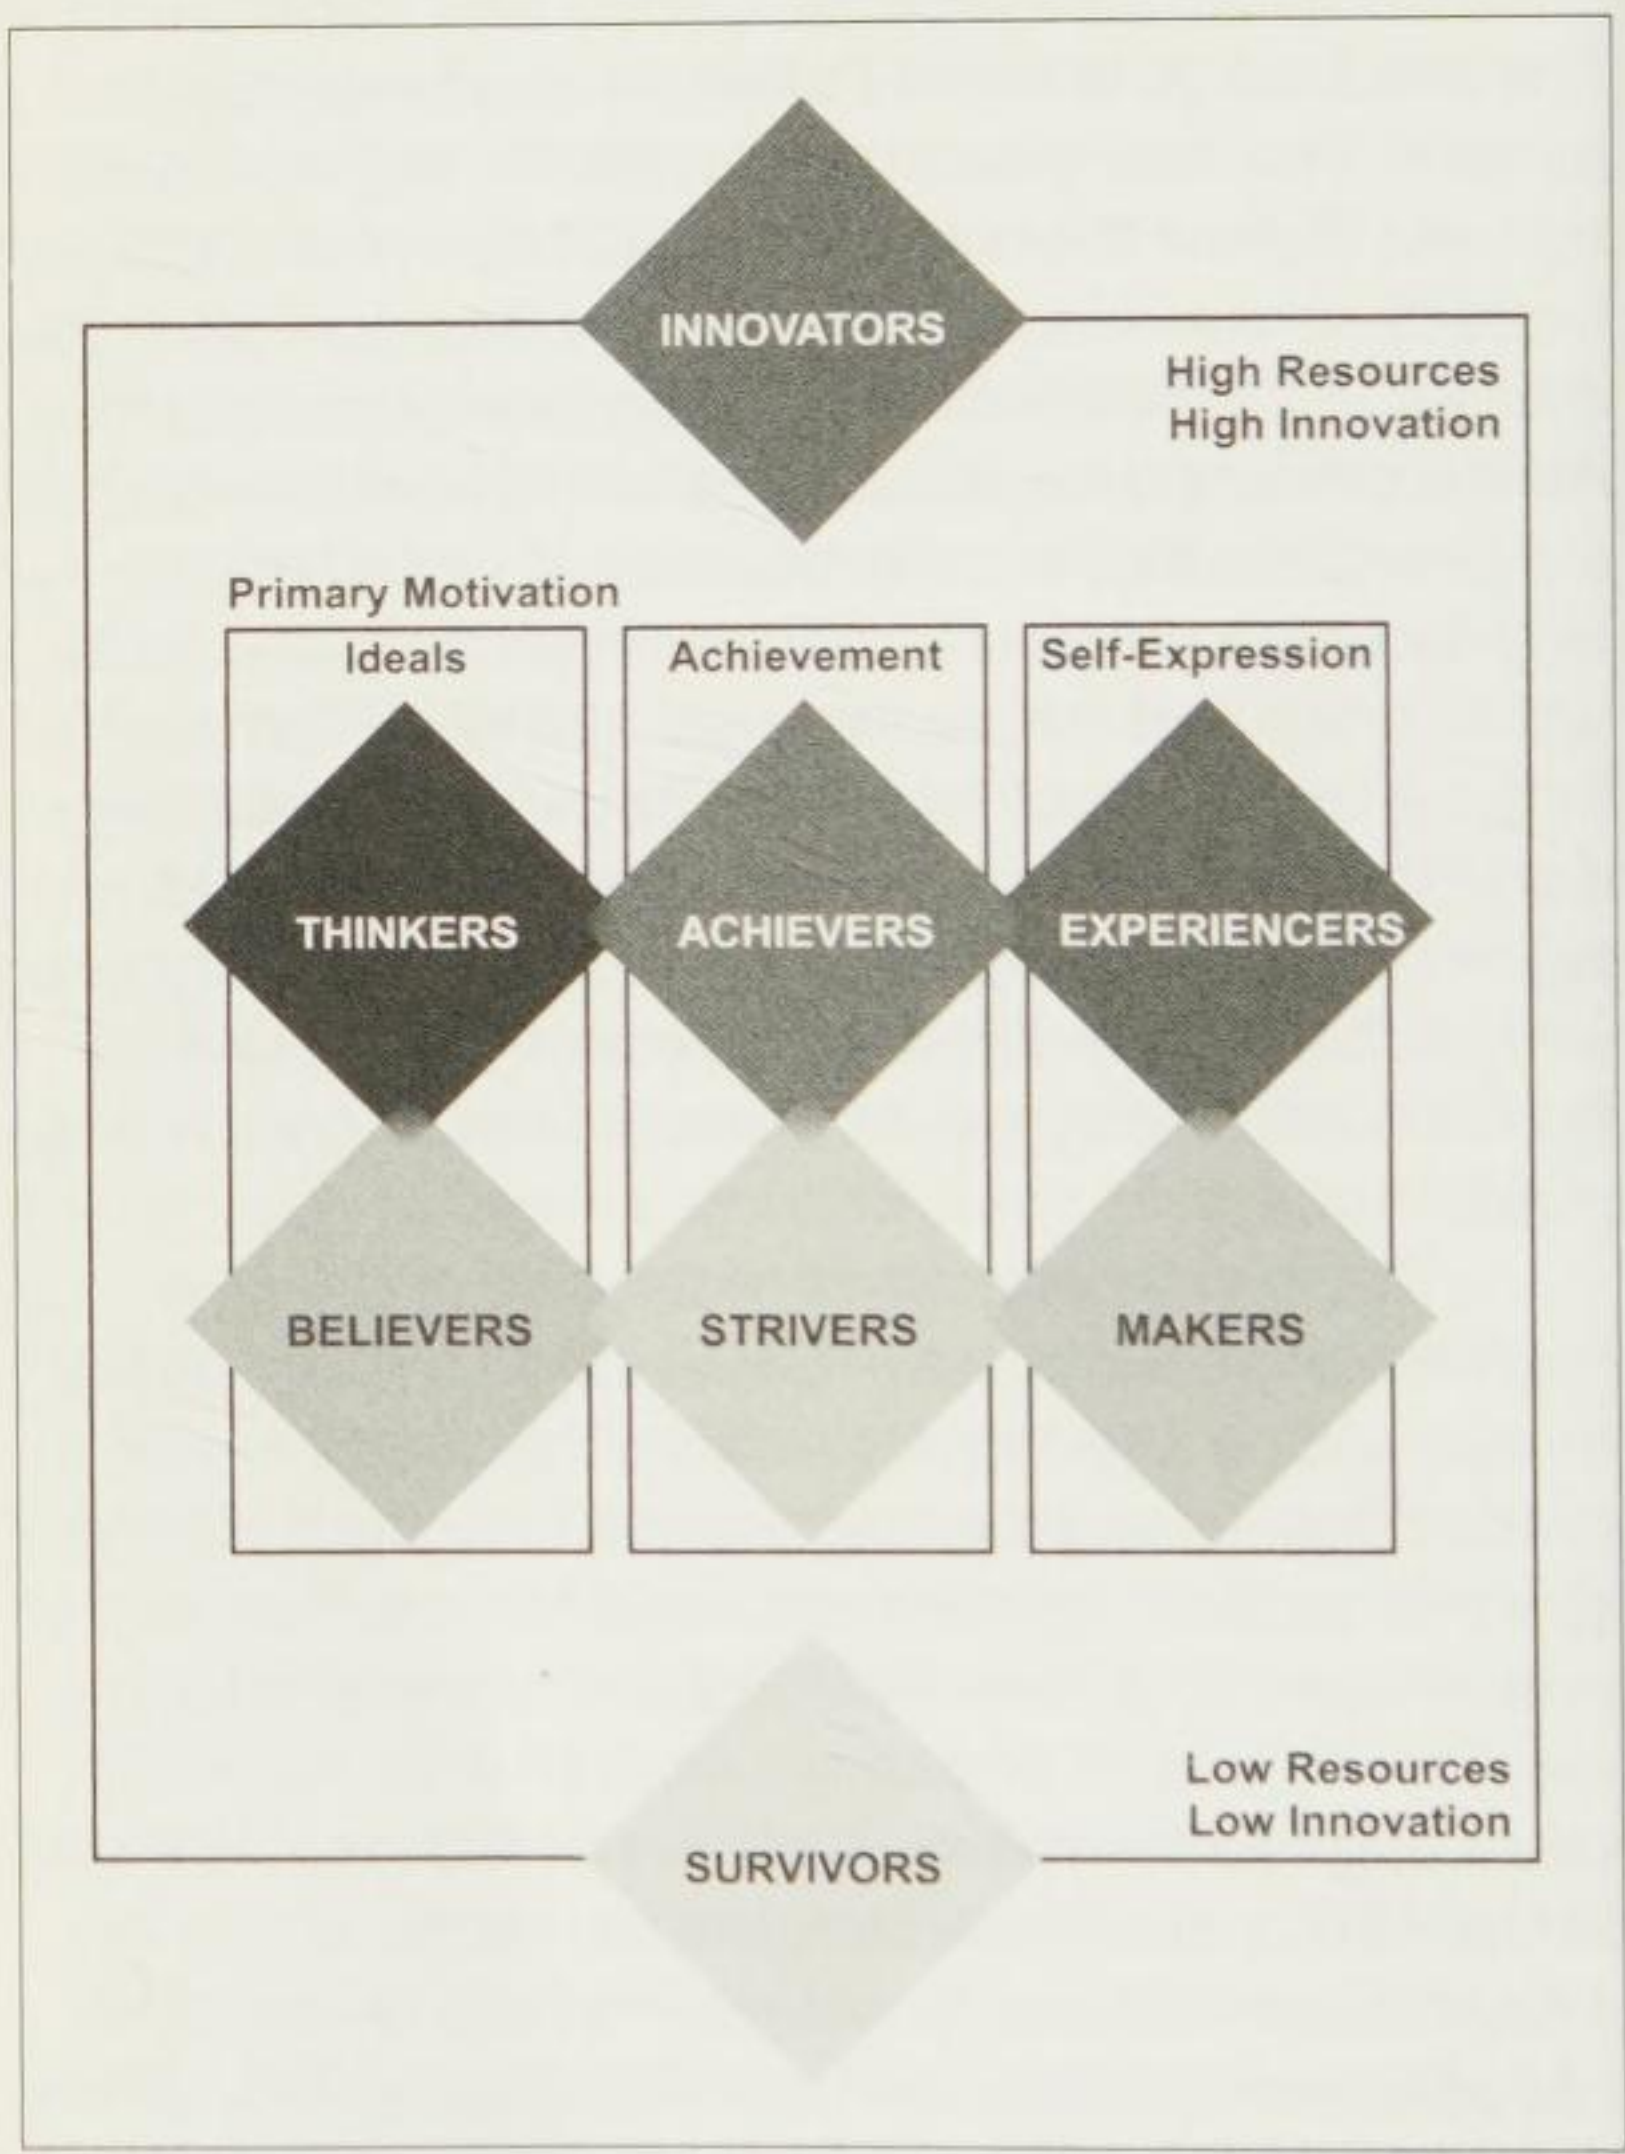 INNOVATORS
High Resources
High Innovation
Primary Motivation
Ideals
Achievement
Self-Expression
THINKERS
ACHIEVERS
EXPERIENCERS
BELIEVERS
STRIVERS
MAKERS
Low Resources
Low Innovation
SURVIVORS